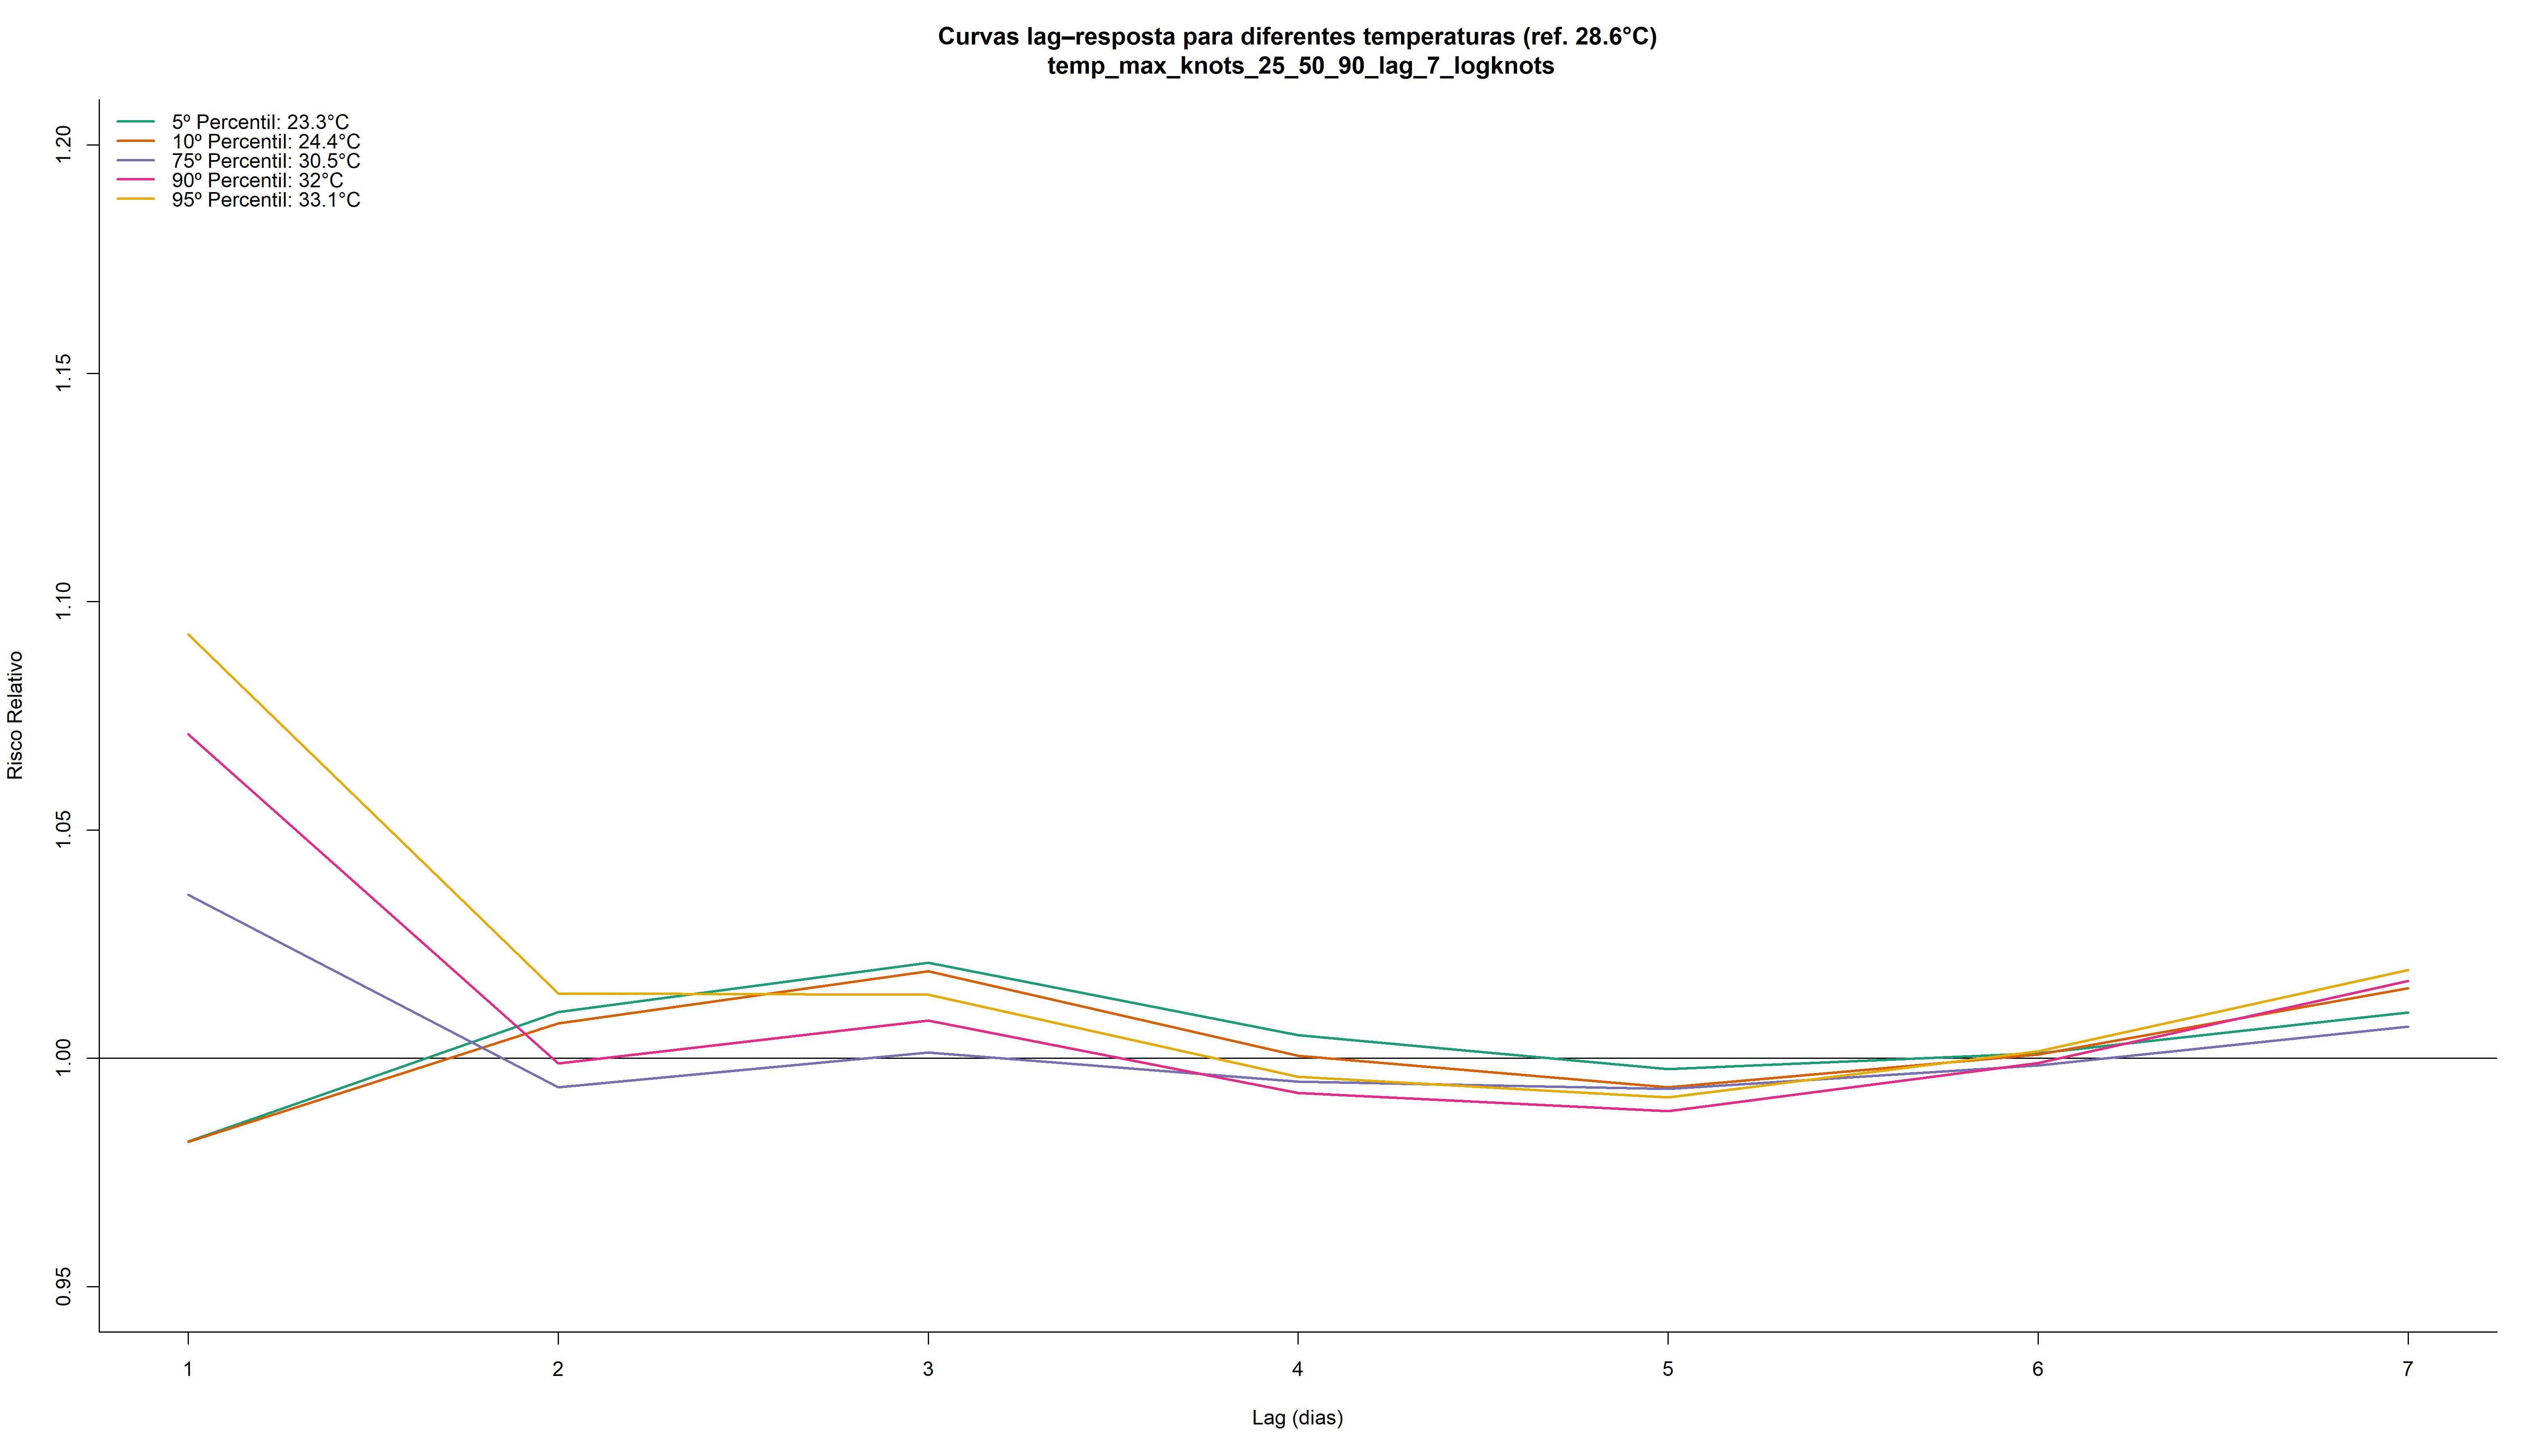 Curvas lag–resposta para diferentes temperaturas (ref. 28.6°C)
temp_max_knots_25_50_90_lag_7_logknots
5º Percentil: 23.3°C
10º Percentil: 24.4°C
75º Percentil: 30.5°C
90º Percentil: 32°C
95º Percentil: 33.1°C
1.20
1.15
1.10
1.05
1.00
0.95
Risco Relativo
1 2 3 4 5 6 7
Lag (dias)